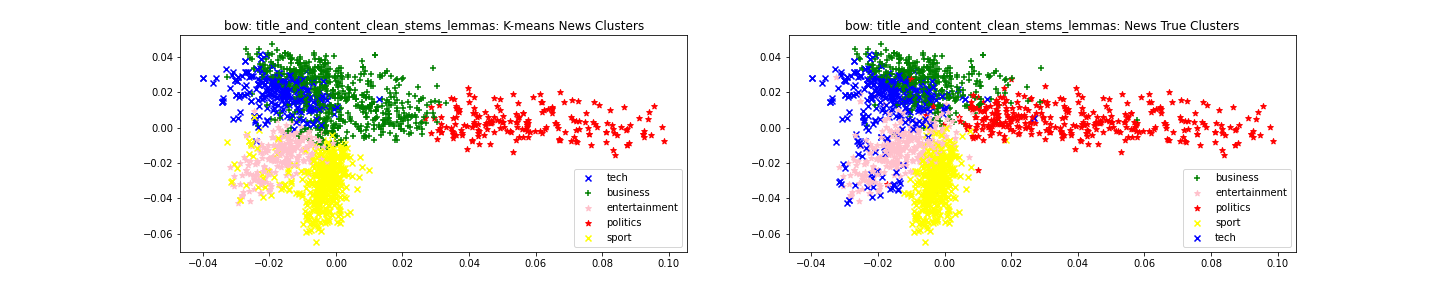 bow: title_and_content_clean_stems_lemmas: K-means News Clusters
0.04
0.02
0.00
−0.02
−0.04
−0.06
−0.04
−0.02
0.00
0.02
0.04
0.06
0.08
0.10
tech
business
entertainment
politics
sport
bow: title_and_content_clean_stems_lemmas: News True Clusters
0.04
0.02
0.00
−0.02
−0.04
−0.06
−0.04
−0.02
0.00
0.02
0.04
0.06
0.08
0.10
business
entertainment
politics
sport
tech